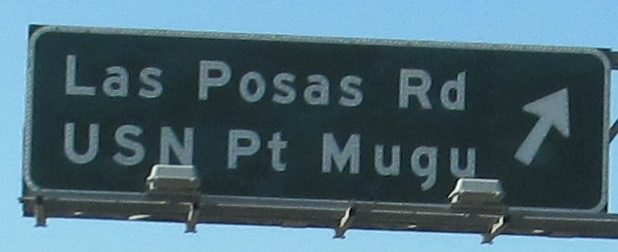 Las Posas Rd
USN Pt Mugu